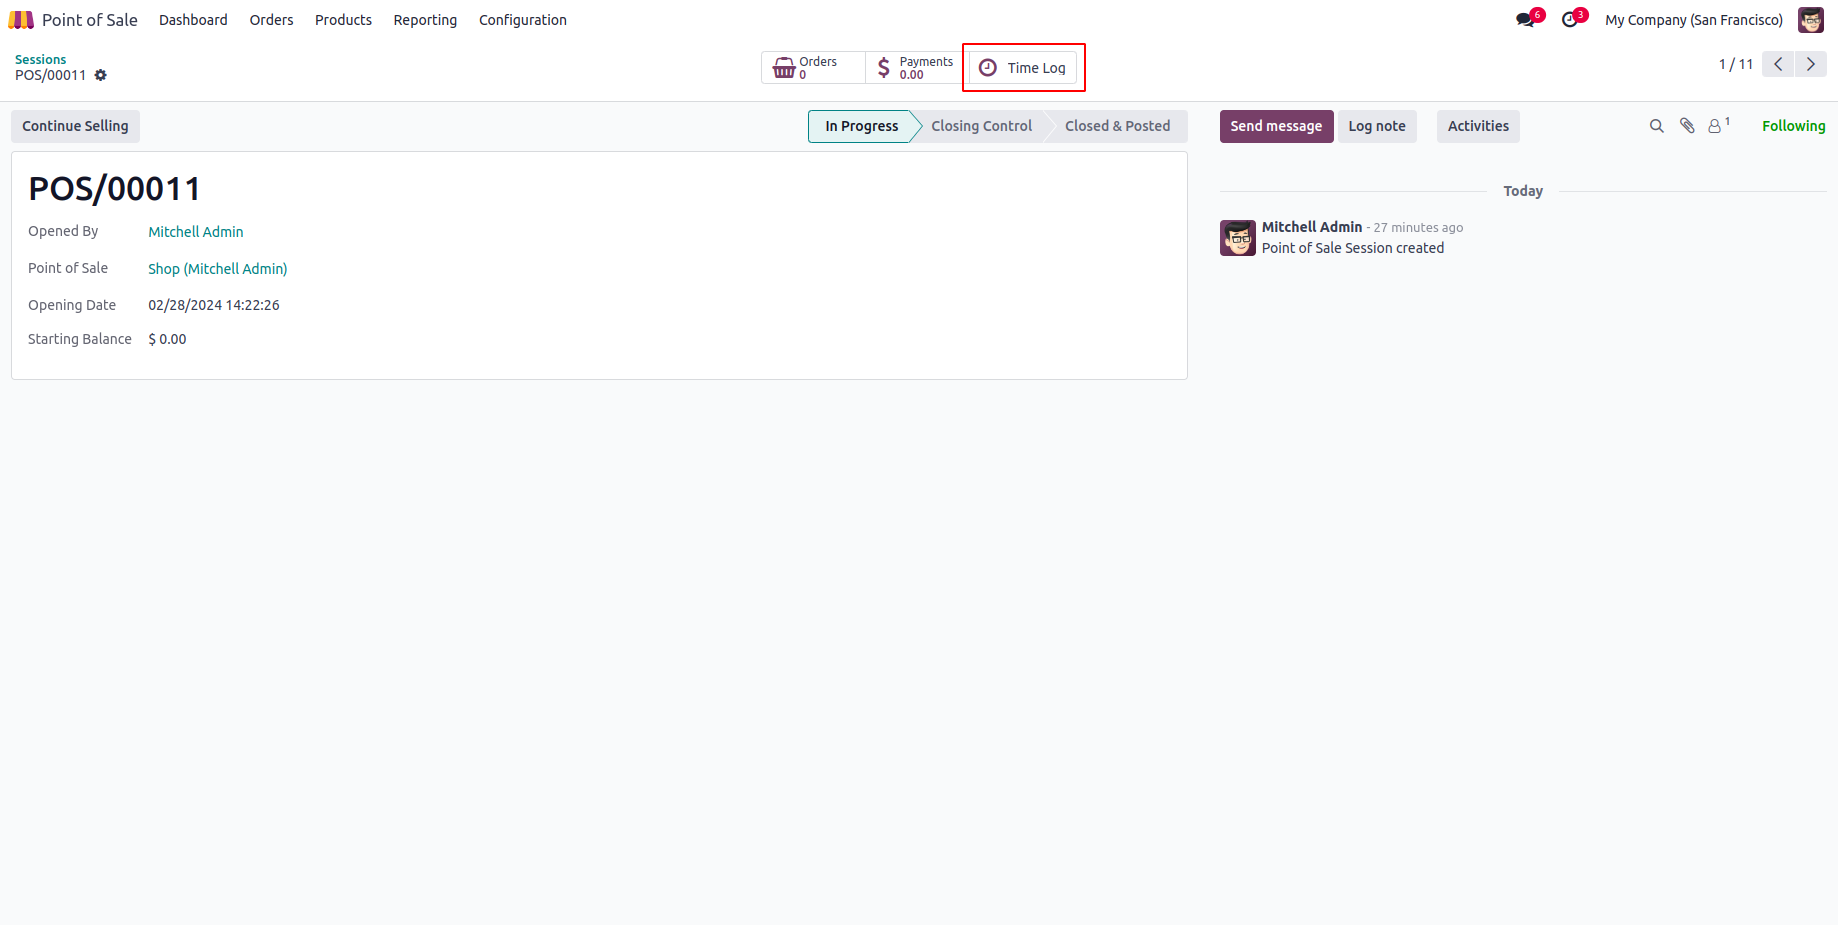 Point of Sale Dashboard Orders Products Reporting Configuration 6 3 My Company (San Francisco)
Sessions
POS/00011
Orders
0
Payments
0.00
Time Log
1 / 11
Continue Selling
In Progress Closing Control Closed & Posted
Send message Log note Activities 1 Following
POS/00011
Opened By Mitchell Admin
Point of Sale Shop (Mitchell Admin)
Opening Date 02/28/2024 14:22:26
Starting Balance $ 0.00
Today
Mitchell Admin - 27 minutes ago
Point of Sale Session created